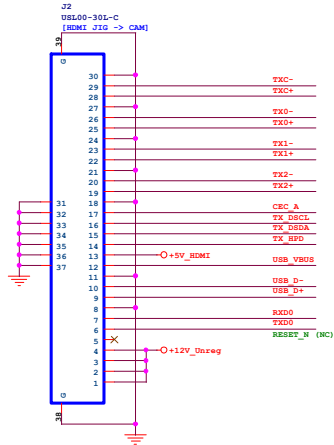 J2
USL00-30L-C
[HDMI JIG -> CAM]
39
G
30
29
TXC-
28
TXC+
27
26
TX0-
25
TX0+
24
23
TX1-
22
TX1+
21
20
TX2-
19
TX2+
31
18
32
17
CEC_A
33
16
TX_DSCL
34
15
TX_DSDA
35
14
TX_HPD
36
13
+5V_HDMI
37
12
USB_VBUS
11
10
USB_D-
9
USB_D+
8
7
RXD0
6
TXD0
5
RESET_N (NC)
4
+12V_Unreg
3
2
1
G
38